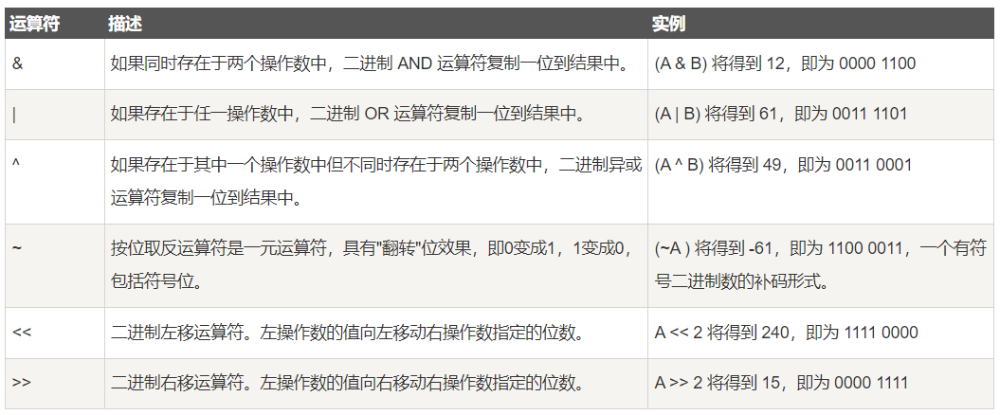 运算符 描述 实例
& 如果同时存在于两个操作数中，二进制 AND 运算符复制一位到结果中。 (A & B) 将得到 12，即为 0000 1100
| 如果存在于任一操作数中，二进制 OR 运算符复制一位到结果中。 (A | B) 将得到 61，即为 0011 1101
^ 如果存在于其中一个操作数中但不同时存在于两个操作数中，二进制异或 (A ^ B) 将得到 49，即为 0011 0001
运算符复制一位到结果中。
~ 按位取反运算符是一元运算符，具有"翻转"位效果，即0变成1，1变成0， (~A ) 将得到 -61，即为 1100 0011，一个有符
包括符号位。 号二进制数的补码形式。
<< 二进制左移运算符。左操作数的值向左移动右操作数指定的位数。 A << 2 将得到 240，即为 1111 0000
>> 二进制右移运算符。左操作数的值向右移动右操作数指定的位数。 A >> 2 将得到 15，即为 0000 1111